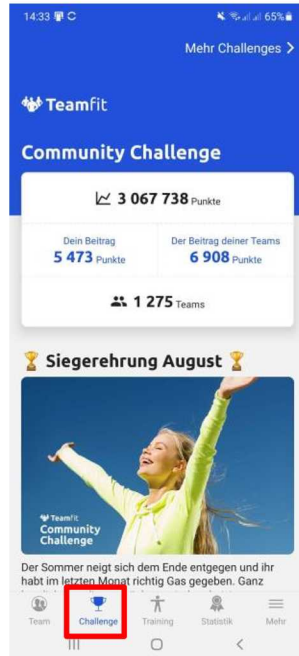 14:33
65%
Mehr Challenges >
Teamfit
Community Challenge
3 067 738 Punkte
Dein Beitrag
5 473 Punkte
Der Beitrag deiner Teams
6 908 Punkte
1 275 Teams
Siegerehrung August
Teamfit
Community
Challenge
Der Sommer neigt sich dem Ende entgegen und ihr
habt im letzten Monat richtig Gas gegeben. Ganz
Team
Challenge
Training
Statistik
Mehr